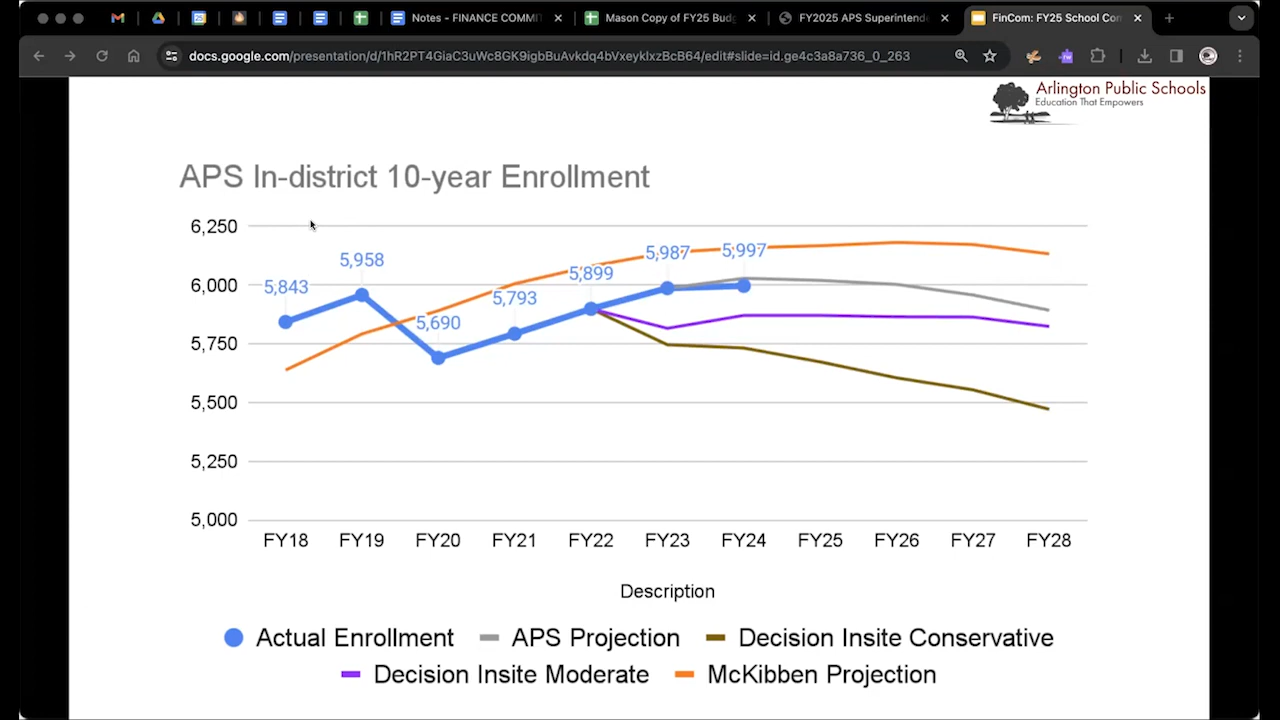 Notes - FINANCE COMMIT
Mason Copy of FY25 Budg
FY2025 APS Superintende
FinCom: FY25 School Com
docs.google.com/presentation/d/1hR2PT4GiaC3uWc8GK9igbBuAvkdq4bVxeyklxzBcB64/edit#slide=id.ge4c3a8a736_0_263
Arlington Public Schools
Education That Empowers
APS In-district 10-year Enrollment
6,250
6,000
5,750
5,500
5,250
5,000
5,843
5,958
5,690
5,793
5,899
5,987
5,997
FY18 FY19 FY20 FY21 FY22 FY23 FY24 FY25 FY26 FY27 FY28
Description
Actual Enrollment APS Projection Decision Insite Conservative
Decision Insite Moderate McKibben Projection